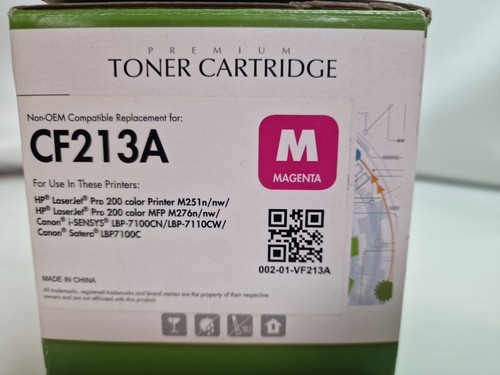 PREMIUM
TONER CARTRIDGE
Non-OEM Compatible Replacement for:
CF213A
For Use In These Printers:
HP® LaserJet® Pro 200 color Printer M251n/nw/
HP® LaserJet® Pro 200 color MFP M276n/nw/
Canon® i-SENSYS® LBP-7100CN/LBP-7110CW/
Canon® Satera® LBP7100C
M
MAGENTA
002-01-VF213A
MADE IN CHINA
All trademarks, registered trademarks and brand names are the property of their respective
owners and are not affiliated with this product.